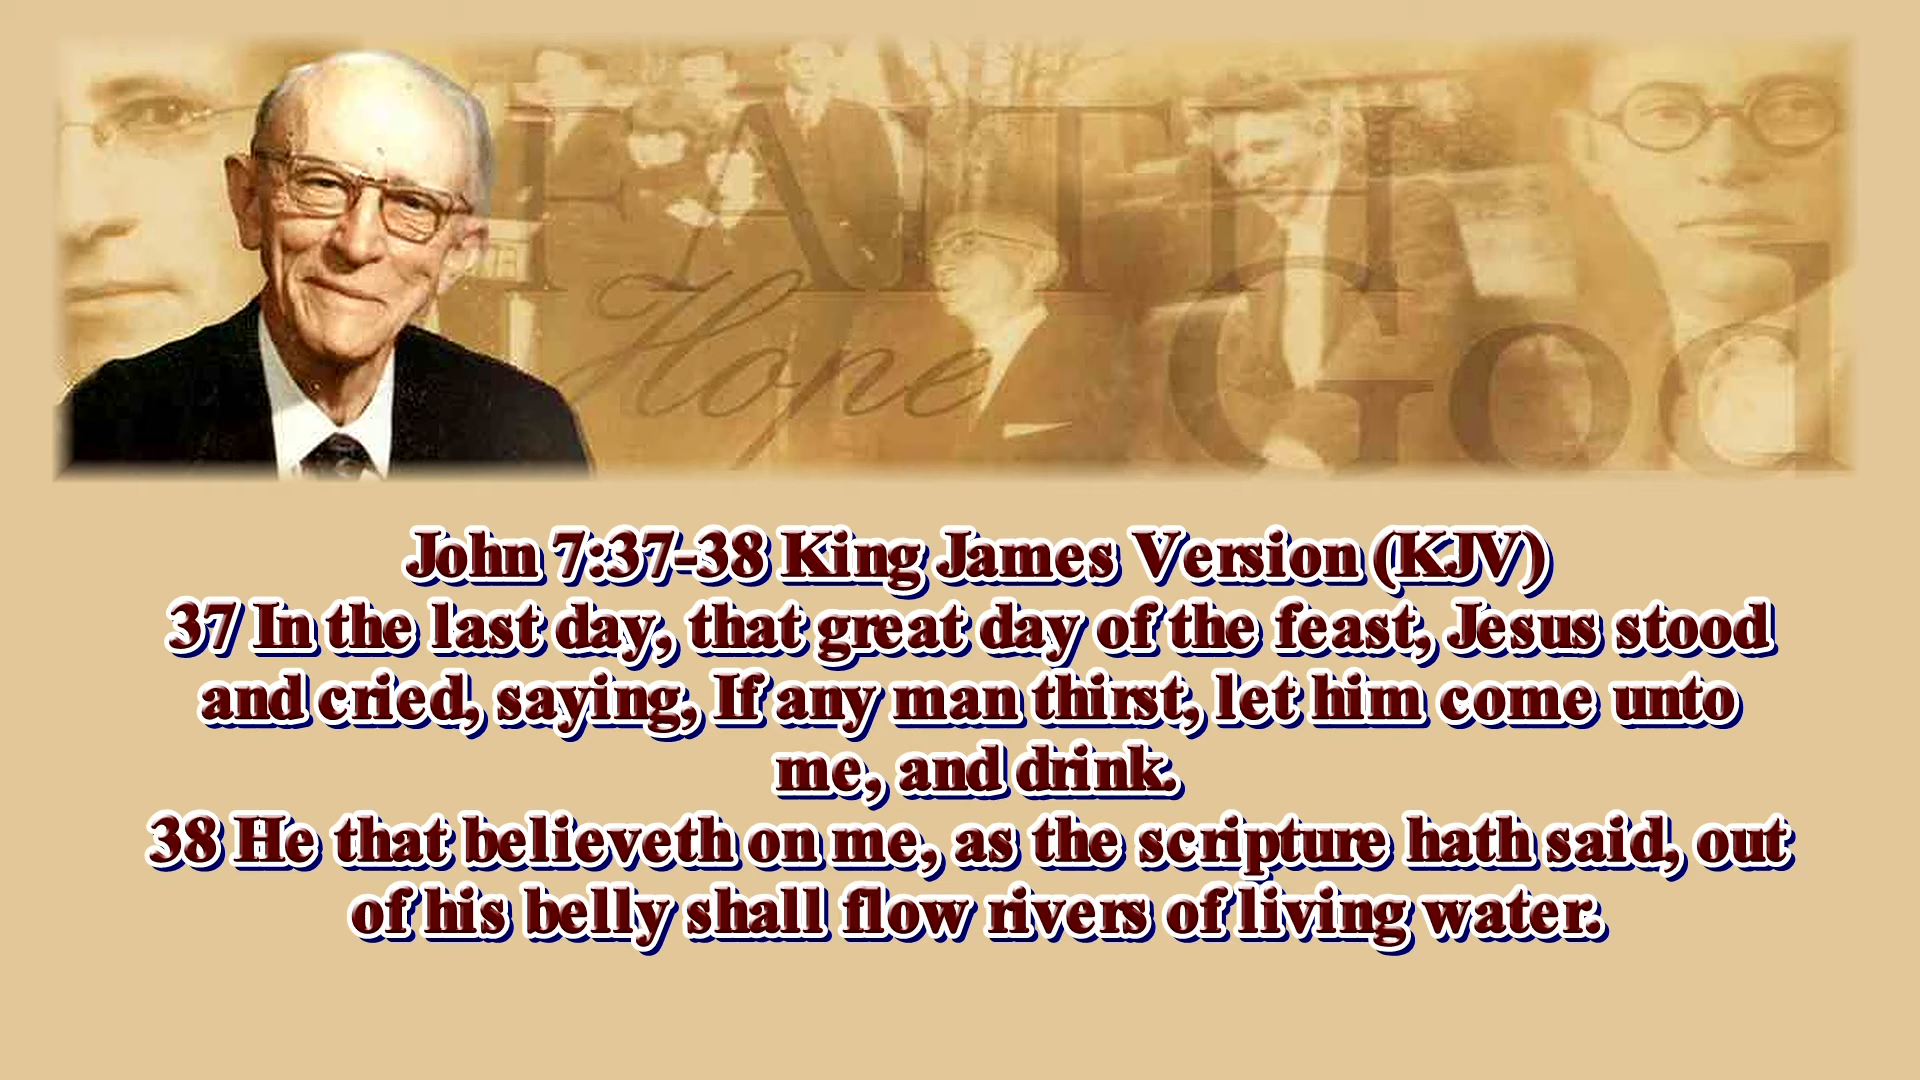 FAITH
Hope
God
John 7:37-38 King James Version (KJV)
37 In the last day, that great day of the feast, Jesus stood
and cried, saying, If any man thirst, let him come unto
me, and drink.
38 He that believeth on me, as the scripture hath said, out
of his belly shall flow rivers of living water.